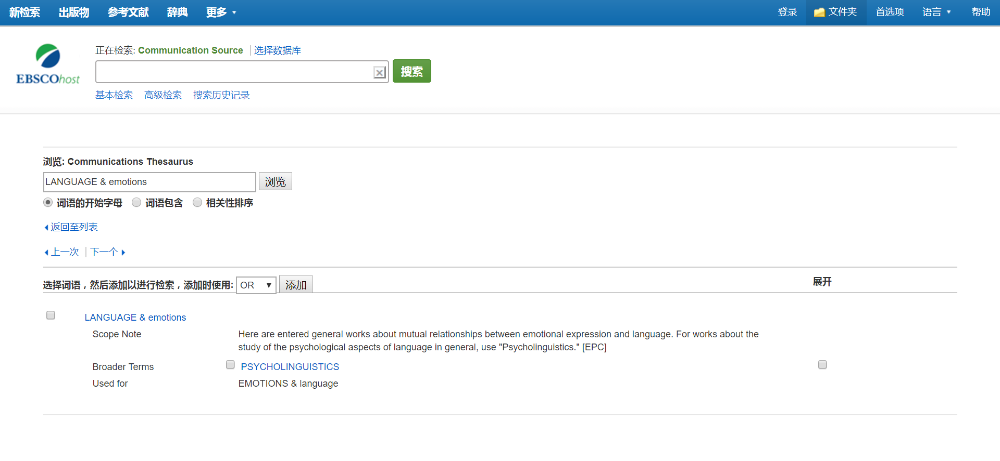 新检索 出版物 参考文献 辞典 更多 登录 文件夹 首选项 语言 帮助
正在检索: Communication Source 选择数据库
EBSCOhost
搜索
基本检索 高级检索 搜索历史记录
浏览: Communications Thesaurus
LANGUAGE & emotions 浏览
词语的开始字母 词语包含 相关性排序
返回至列表
上一次 下一个
选择词语，然后添加以进行检索，添加时使用: OR 添加 展开
LANGUAGE & emotions
Scope Note Here are entered general works about mutual relationships between emotional expression and language. For works about the
study of the psychological aspects of language in general, use "Psycholinguistics." [EPC]
Broader Terms PSYCHOLINGUISTICS
Used for EMOTIONS & language